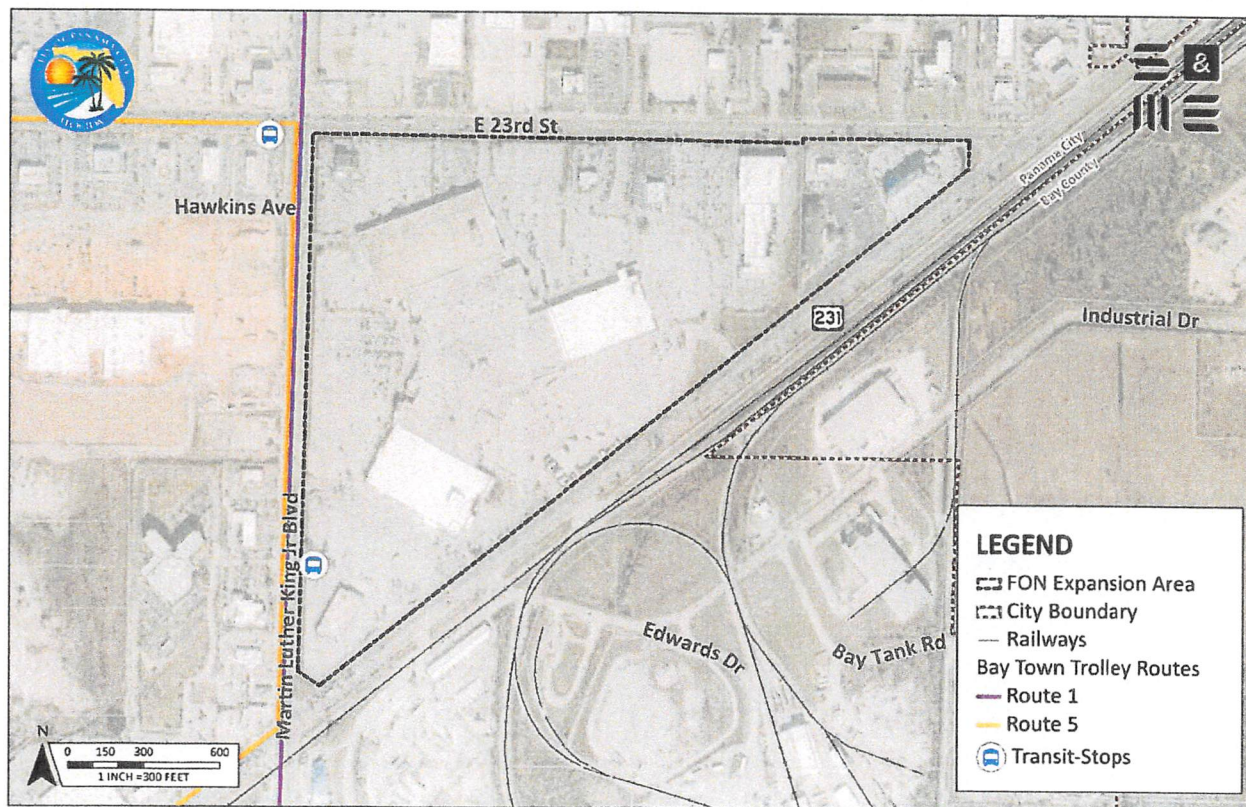 E 23rd St
&
Panama City
Bay County
Hawkins Ave
231
Industrial Dr
Martin Luther King Jr Blvd
Edwards Dr
Bay Tank Rd
LEGEND
FON Expansion Area
City Boundary
Railways
Bay Town Trolley Routes
Route 1
Route 5
Transit-Stops
N
0 150 300 600
1 INCH =300 FEET